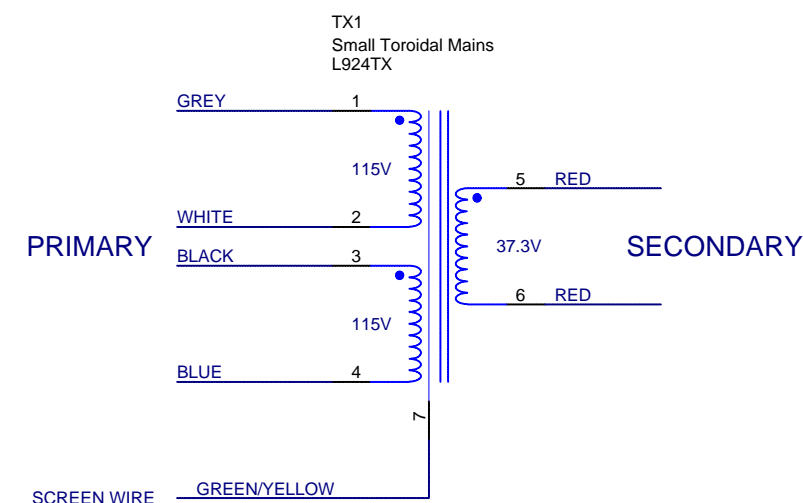 TX1
Small Toroidal Mains
L924TX
GREY 1
115V
WHITE 2
PRIMARY
BLACK 3
115V
BLUE 4
5 RED
37.3V
SECONDARY
6 RED
7
SCREEN WIRE GREEN/YELLOW